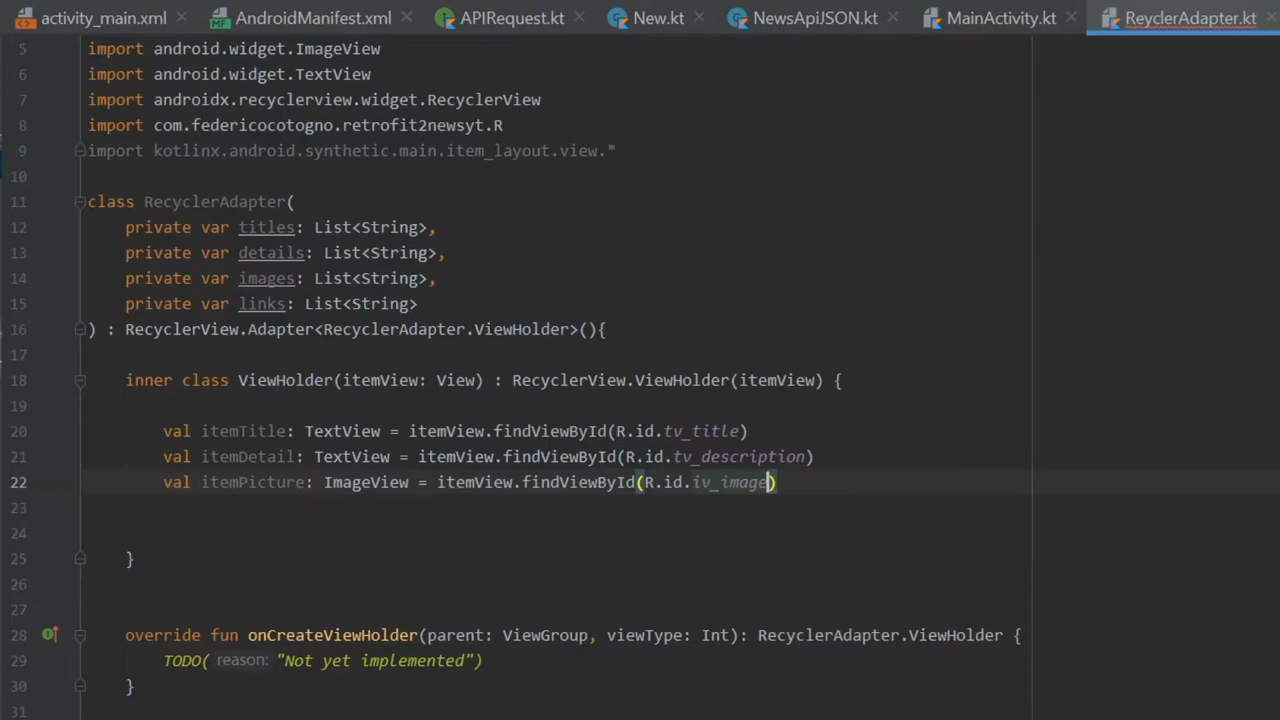 activity_main.xml AndroidManifest.xml APIRequest.kt New.kt NewsApiJSON.kt MainActivity.kt ReyclerAdapter.kt
5 import android.widget.ImageView
6 import android.widget.TextView
7 import androidx.recyclerview.widget.RecyclerView
8 import com.federicocotogno.retrofit2newsyt.R
9 import kotlinx.android.synthetic.main.item_layout.view.*
10
11 class RecyclerAdapter(
12 private var titles: List<String>,
13 private var details: List<String>,
14 private var images: List<String>,
15 private var links: List<String>
16 ) : RecyclerView.Adapter<RecyclerAdapter.ViewHolder>(){
17
18 inner class ViewHolder(itemView: View) : RecyclerView.ViewHolder(itemView) {
19
20 val itemTitle: TextView = itemView.findViewById(R.id.tv_title)
21 val itemDetail: TextView = itemView.findViewById(R.id.tv_description)
22 val itemPicture: ImageView = itemView.findViewById(R.id.iv_image)
23
24
25 }
26
27
28 override fun onCreateViewHolder(parent: ViewGroup, viewType: Int): RecyclerAdapter.ViewHolder {
29 TODO( reason: "Not yet implemented")
30 }
31